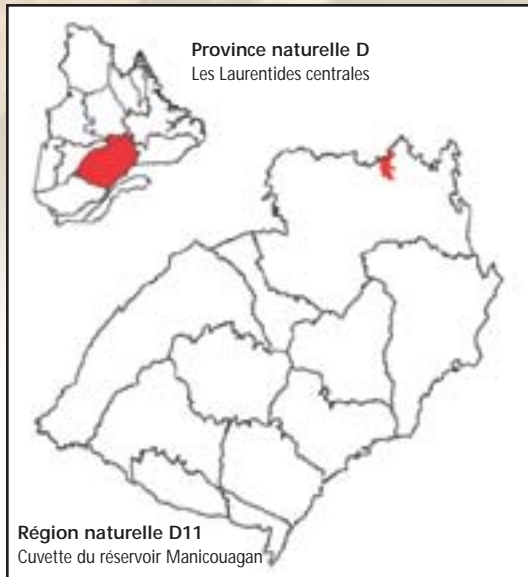 Province naturelle D
Les Laurentides centrales
Région naturelle D11
Cuvette du réservoir Manicouagan